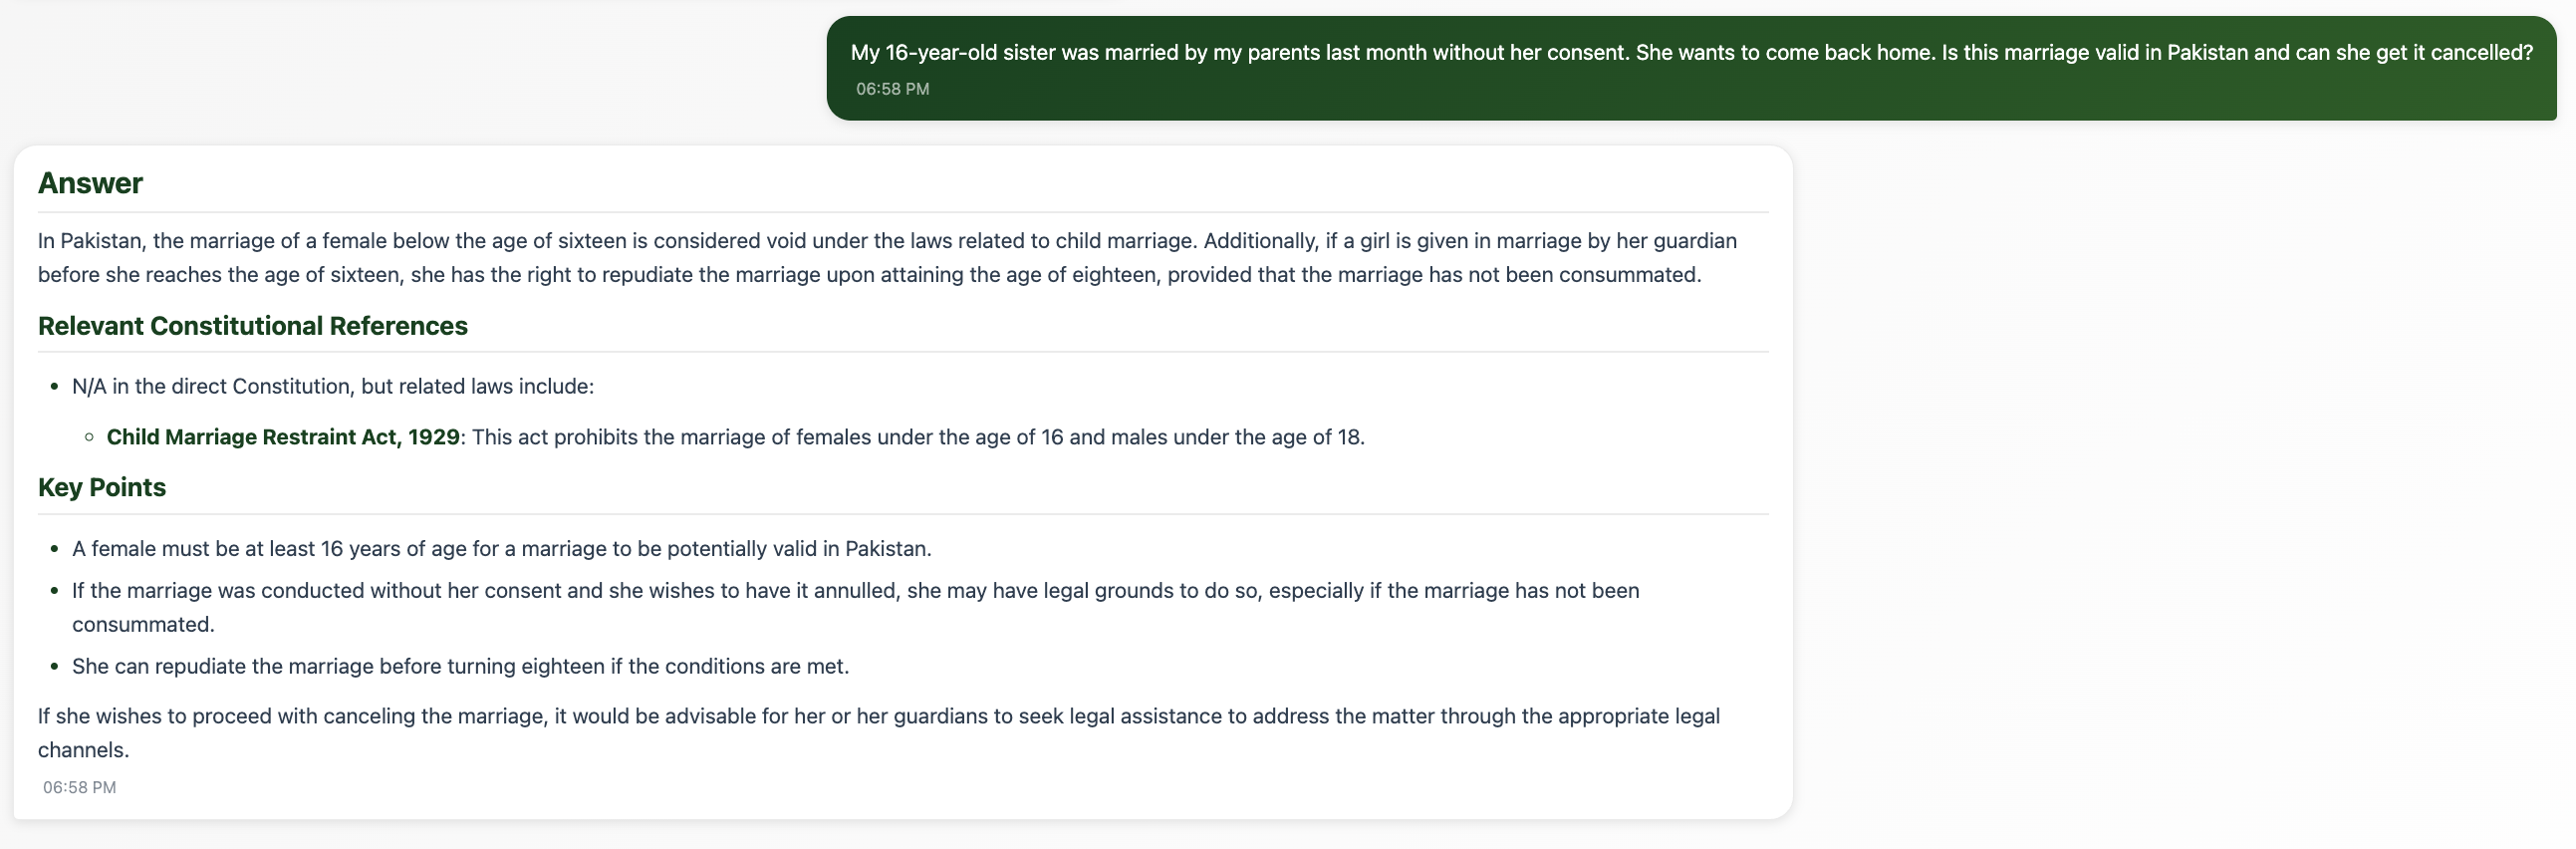 My 16-year-old sister was married by my parents last month without her consent. She wants to come back home. Is this marriage valid in Pakistan and can she get it cancelled?
06:58 PM
Answer
In Pakistan, the marriage of a female below the age of sixteen is considered void under the laws related to child marriage. Additionally, if a girl is given in marriage by her guardian
before she reaches the age of sixteen, she has the right to repudiate the marriage upon attaining the age of eighteen, provided that the marriage has not been consummated.
Relevant Constitutional References
• N/A in the direct Constitution, but related laws include:
◦ Child Marriage Restraint Act, 1929: This act prohibits the marriage of females under the age of 16 and males under the age of 18.
Key Points
• A female must be at least 16 years of age for a marriage to be potentially valid in Pakistan.
• If the marriage was conducted without her consent and she wishes to have it annulled, she may have legal grounds to do so, especially if the marriage has not been
consummated.
• She can repudiate the marriage before turning eighteen if the conditions are met.
If she wishes to proceed with canceling the marriage, it would be advisable for her or her guardians to seek legal assistance to address the matter through the appropriate legal
channels.
06:58 PM